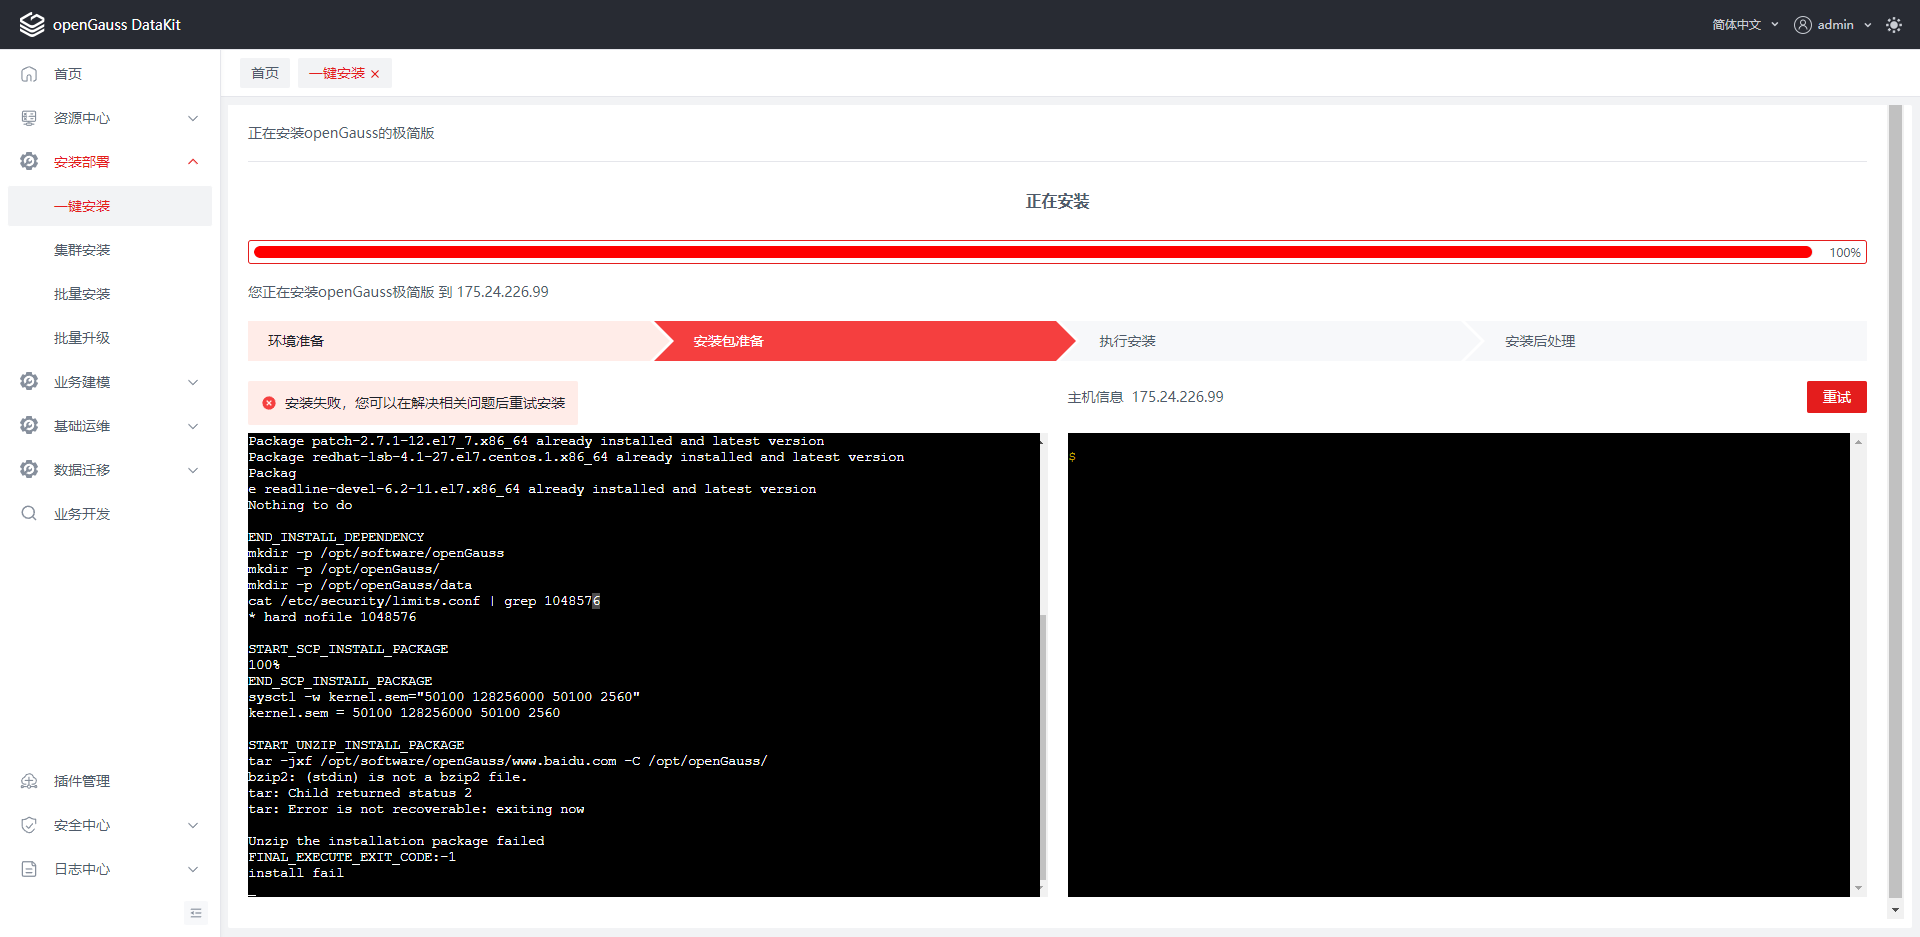 openGauss DataKit
简体中文
admin
首页
资源中心
安装部署
一键安装
集群安装
批量安装
批量升级
业务建模
基础运维
数据迁移
业务开发
插件管理
安全中心
日志中心
首页
一键安装
正在安装openGauss的极简版
正在安装
100%
您正在安装openGauss极简版 到 175.24.226.99
环境准备
安装包准备
执行安装
安装后处理
安装失败，您可以在解决相关问题后重试安装
Package patch-2.7.1-12.el7_7.x86_64 already installed and latest version
Package redhat-lsb-4.1-27.el7.centos.1.x86_64 already installed and latest version
Packag
e readline-devel-6.2-11.el7.x86_64 already installed and latest version
Nothing to do
END_INSTALL_DEPENDENCY
mkdir -p /opt/software/openGauss
mkdir -p /opt/openGauss/
mkdir -p /opt/openGauss/data
cat /etc/security/limits.conf | grep 1048576
* hard nofile 1048576
START_SCP_INSTALL_PACKAGE
100%
END_SCP_INSTALL_PACKAGE
sysctl -w kernel.sem="50100 128256000 50100 2560"
kernel.sem = 50100 128256000 50100 2560
START_UNZIP_INSTALL_PACKAGE
tar -jxf /opt/software/openGauss/www.baidu.com -C /opt/openGauss/
bzip2: (stdin) is not a bzip2 file.
tar: Child returned status 2
tar: Error is not recoverable: exiting now
Unzip the installation package failed
FINAL_EXECUTE_EXIT_CODE:-1
install fail
主机信息 175.24.226.99
重试
$